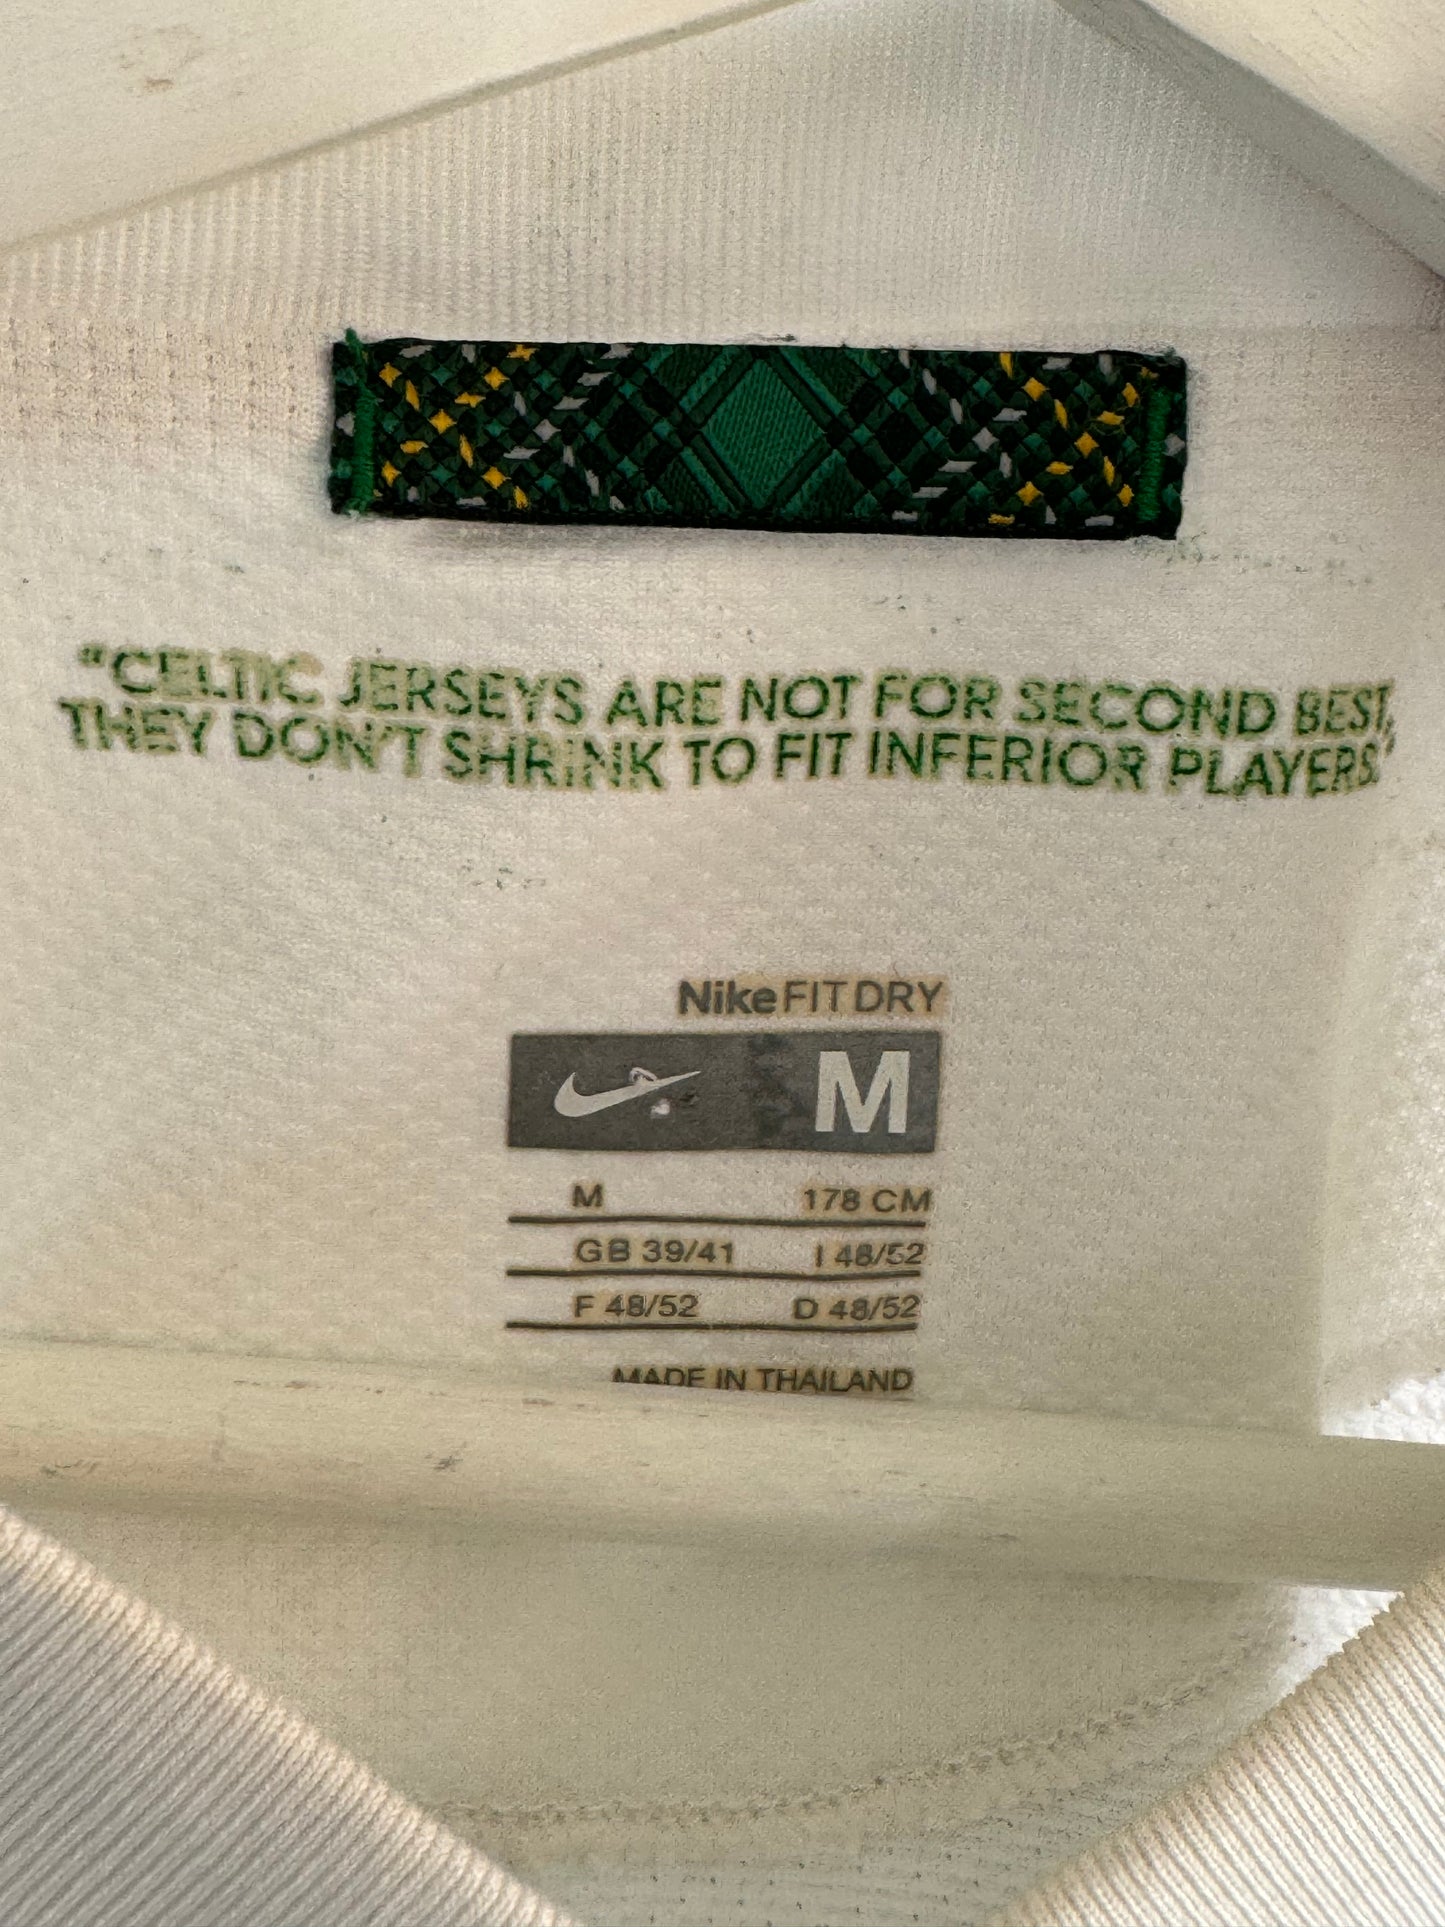 “CELTIC JERSEYS ARE NOT FOR SECOND BEST,
THEY DON'T SHRINK TO FIT INFERIOR PLAYERS.”
NikeFIT DRY
M
M 178 CM
GB 39/41 I 48/52
F 48/52 D 48/52
MADE IN THAILAND